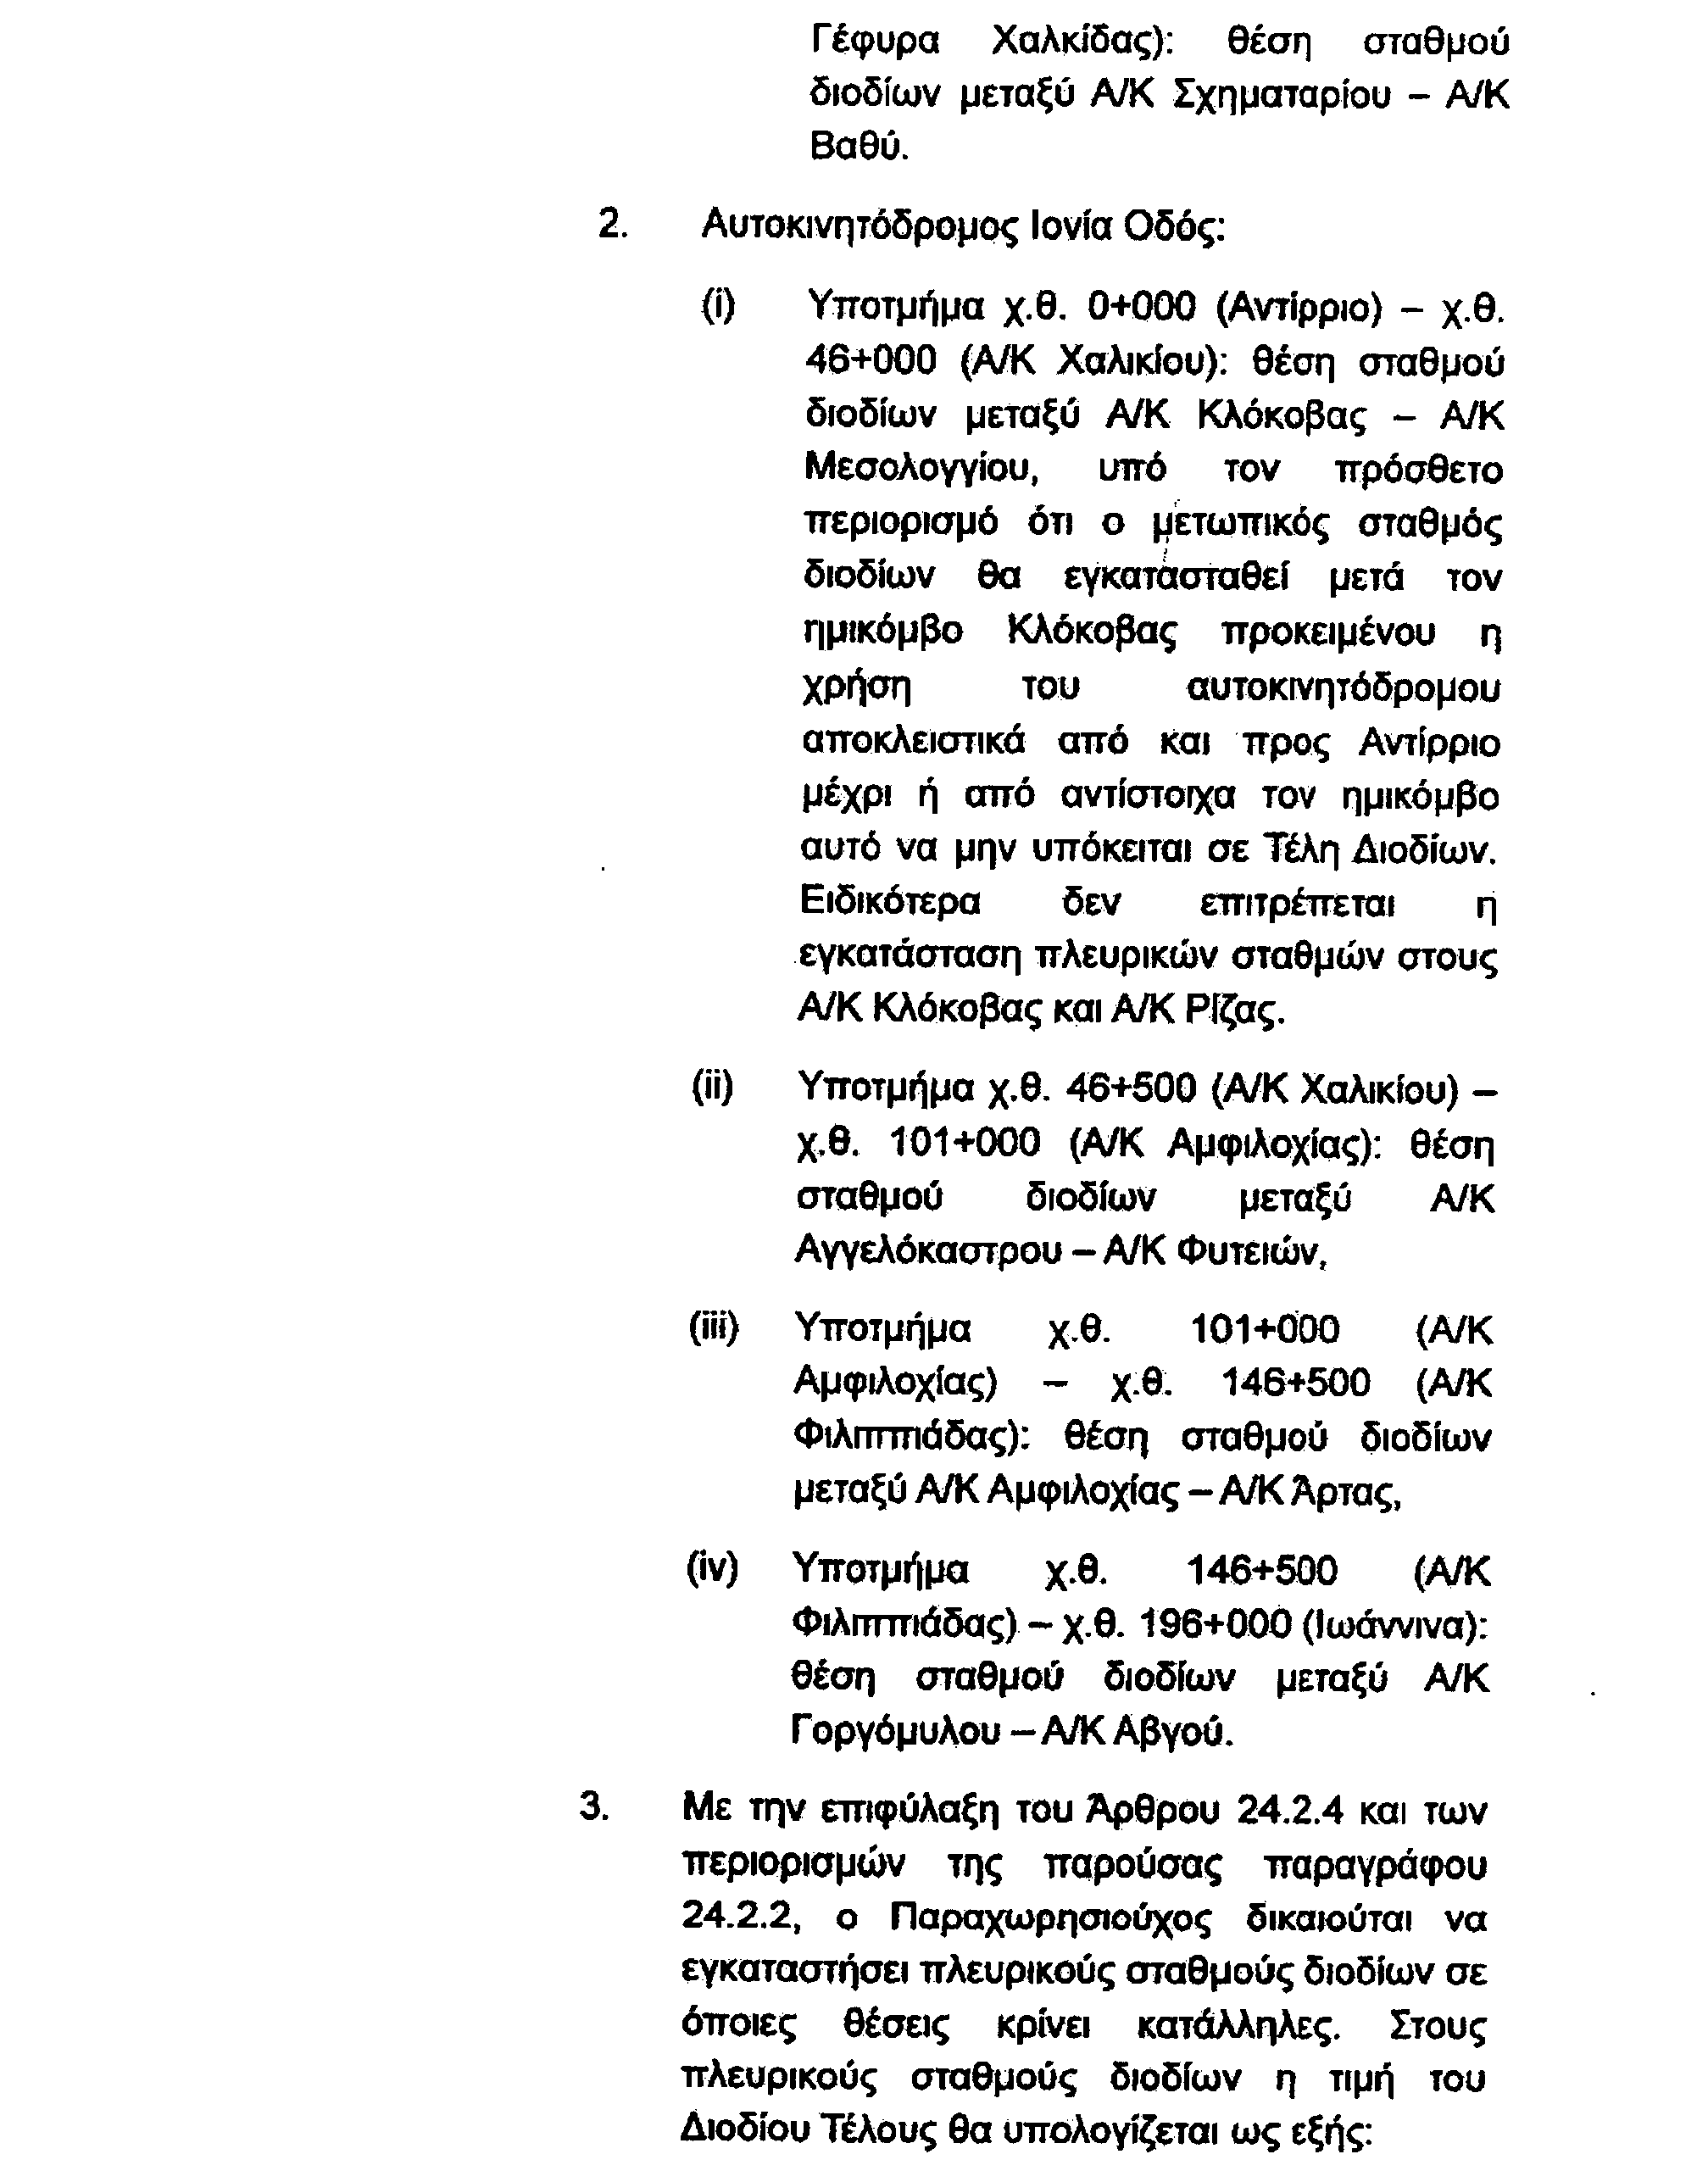 Γέφυρα Χαλκίδας): θέση σταθμού
διοδίων μεταξύ Α/Κ Σχηματαρίου – Α/Κ
Βαθύ.
2. Αυτοκινητόδρομος Ιονία Οδός:
(i) Υποτμήμα χ.θ. 0+000 (Αντίρριο) – χ.θ.
46+000 (Α/Κ Χαλικίου): θέση σταθμού
διοδίων μεταξύ Α/Κ Κλόκοβας – Α/Κ
Μεσολογγίου, υπό τον πρόσθετο
περιορισμό ότι ο μετωπικός σταθμός
διοδίων θα εγκατασταθεί μετά τον
ημικόμβο Κλόκοβας προκειμένου η
χρήση του αυτοκινητόδρομου
αποκλειστικά από και προς Αντίρριο
μέχρι ή από αντίστοιχα τον ημικόμβο
αυτό να μην υπόκειται σε Τέλη Διοδίων.
Ειδικότερα δεν επιτρέπεται η
εγκατάσταση πλευρικών σταθμών στους
Α/Κ Κλόκοβας και Α/Κ Ρίζας.
(ii) Υποτμήμα χ.θ. 46+500 (Α/Κ Χαλικίου) –
χ.θ. 101+000 (Α/Κ Αμφιλοχίας): θέση
σταθμού διοδίων μεταξύ Α/Κ
Αγγελόκαστρου – Α/Κ Φυτειών,
(iii) Υποτμήμα χ.θ. 101+000 (Α/Κ
Αμφιλοχίας) – χ.θ. 146+500 (Α/Κ
Φιλιππιάδας): θέση σταθμού διοδίων
μεταξύ Α/Κ Αμφιλοχίας – Α/Κ Άρτας,
(iv) Υποτμήμα χ.θ. 146+500 (Α/Κ
Φιλιππιάδας) – χ.θ. 196+000 (Ιωάννινα):
θέση σταθμού διοδίων μεταξύ Α/Κ
Γοργόμυλου – Α/Κ Αβγού.
3. Με την επιφύλαξη του Άρθρου 24.2.4 και των
περιορισμών της παρούσας παραγράφου
24.2.2, ο Παραχωρησιούχος δικαιούται να
εγκαταστήσει πλευρικούς σταθμούς διοδίων σε
όποιες θέσεις κρίνει κατάλληλες. Στους
πλευρικούς σταθμούς διοδίων η τιμή του
Διοδίου Τέλους θα υπολογίζεται ως εξής: